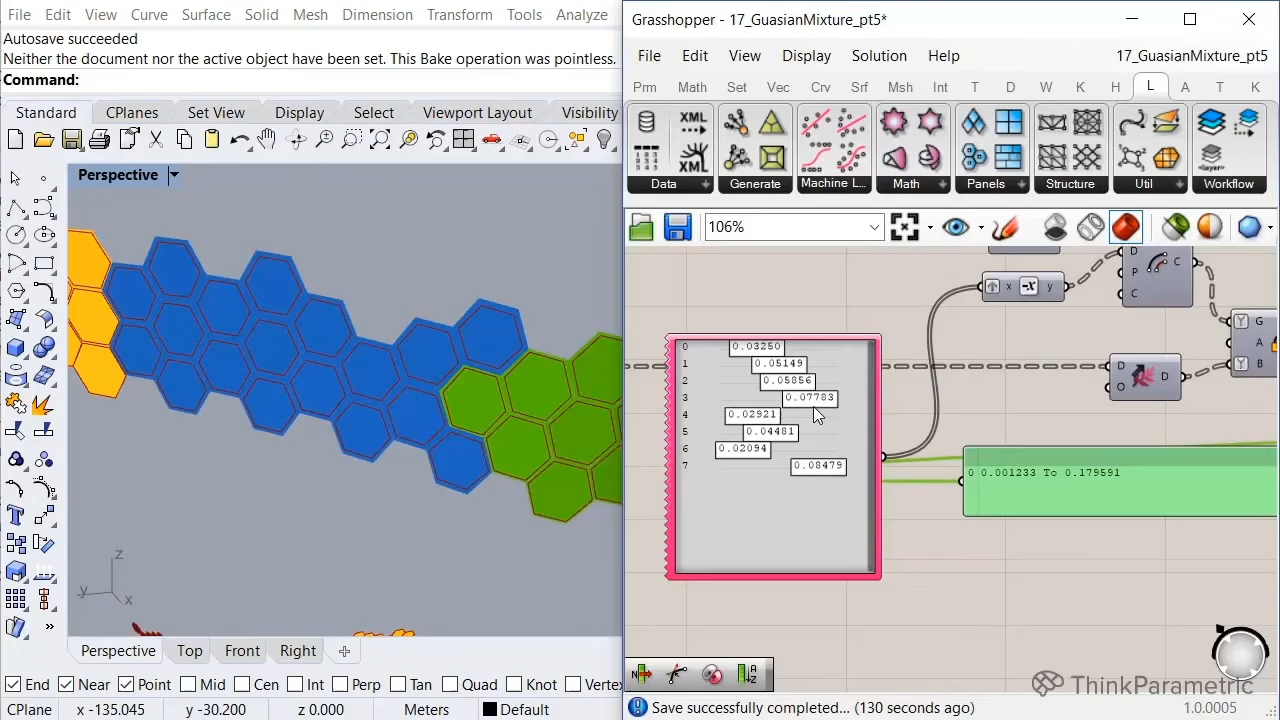 File Edit View Curve Surface Solid Mesh Dimension Transform Tools Analyze
Autosave succeeded
Neither the document nor the active object have been set. This Bake operation was pointless.
Command:
Standard CPlanes Set View Display Select Viewport Layout Visibility
Perspective
z
y
x
Perspective Top Front Right
End Near Point Mid Cen Int Perp Tan Quad Knot Vertex
CPlane x -135.045 y -30.200 z 0.000 Meters Default
Grasshopper - 17_GuasianMixture_pt5*
File Edit View Display Solution Help 17_GuasianMixture_pt5
Prm Math Set Vec Crv Srf Msh Int T D W K H L A T K
XML
XML
Data Generate Machine L... Math Panels Structure Util Workflow
106%
D
P
C
C
x -x y
G
A
B
D
O
D
0 0.03250
1 0.05149
2 0.05856
3 0.07783
4 0.02921
5 0.04481
6 0.02094
7 0.08479
0 0.001233 To 0.179591
ThinkParametric
Save successfully completed... (130 seconds ago) 1.0.0005